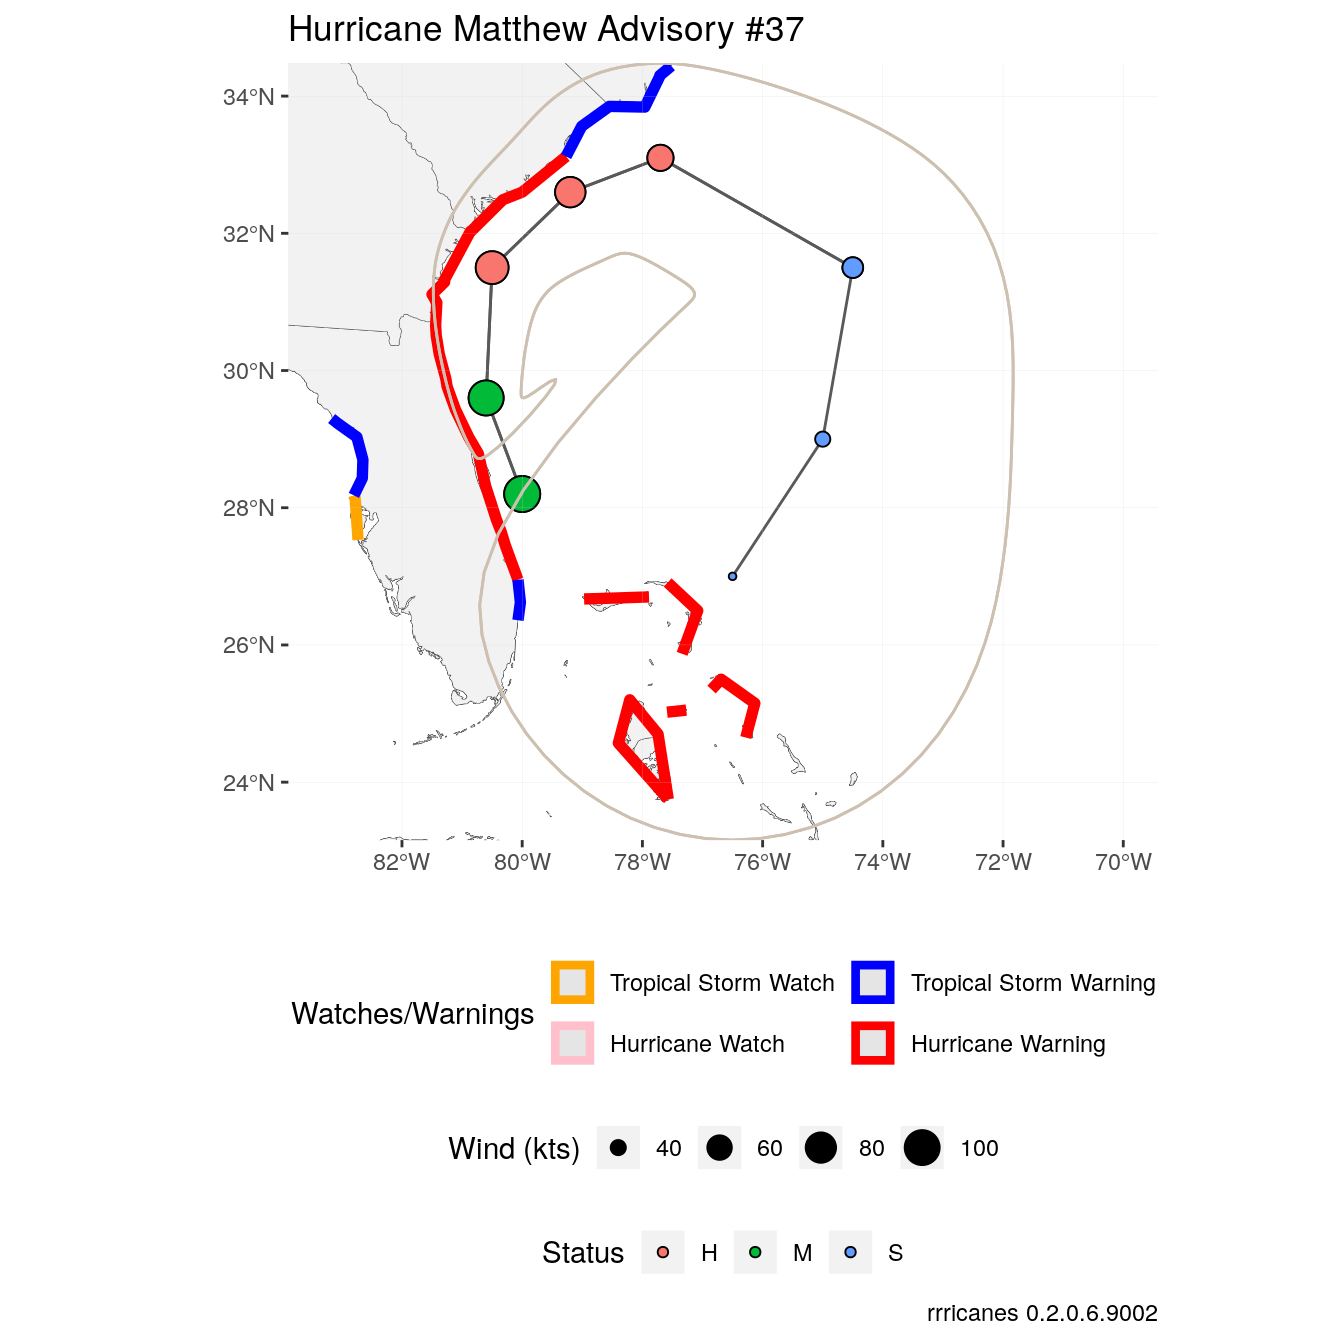 Hurricane Matthew Advisory #37
34°N
32°N
30°N
28°N
26°N
24°N
82°W 80°W 78°W 76°W 74°W 72°W 70°W
Watches/Warnings
Tropical Storm Watch Tropical Storm Warning
Hurricane Watch Hurricane Warning
Wind (kts) 40 60 80 100
Status H M S
rrricanes 0.2.0.6.9002